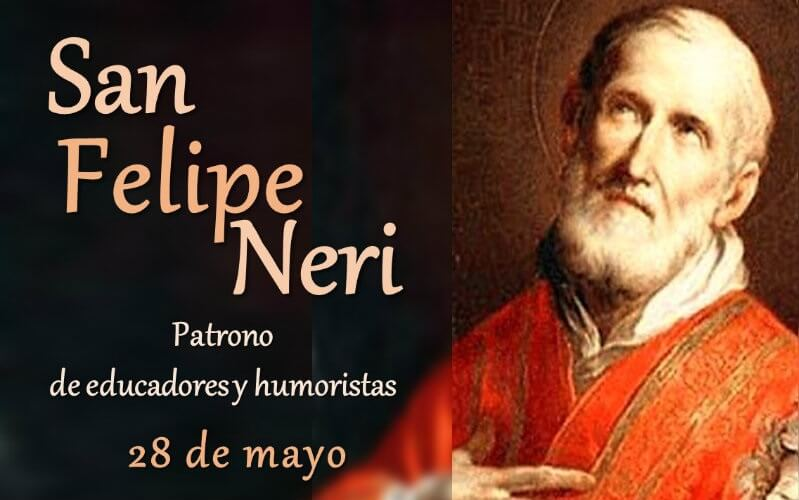 San
Felipe
Neri
Patrono
de educadores y humoristas
28 de mayo